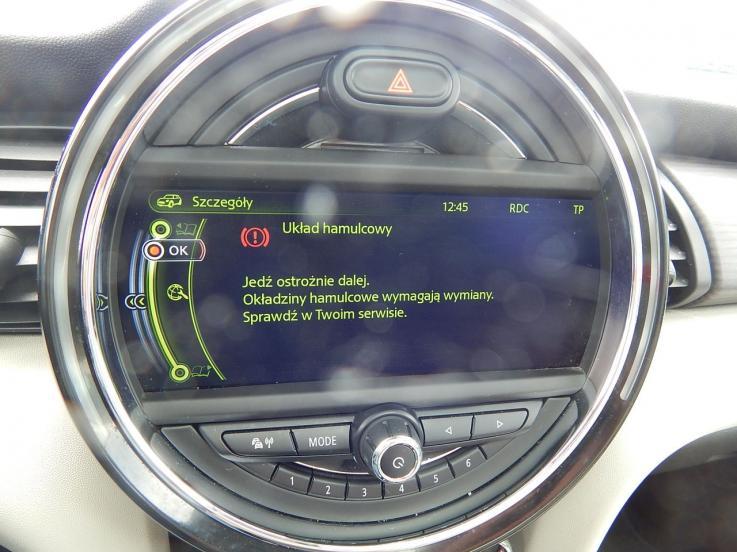 Szczegóły 12:45 RDC TP
Układ hamulcowy
OK
Jedź ostrożnie dalej.
Okładziny hamulcowe wymagają wymiany.
Sprawdź w Twoim serwisie.
MODE
1 2 3 4 5 6